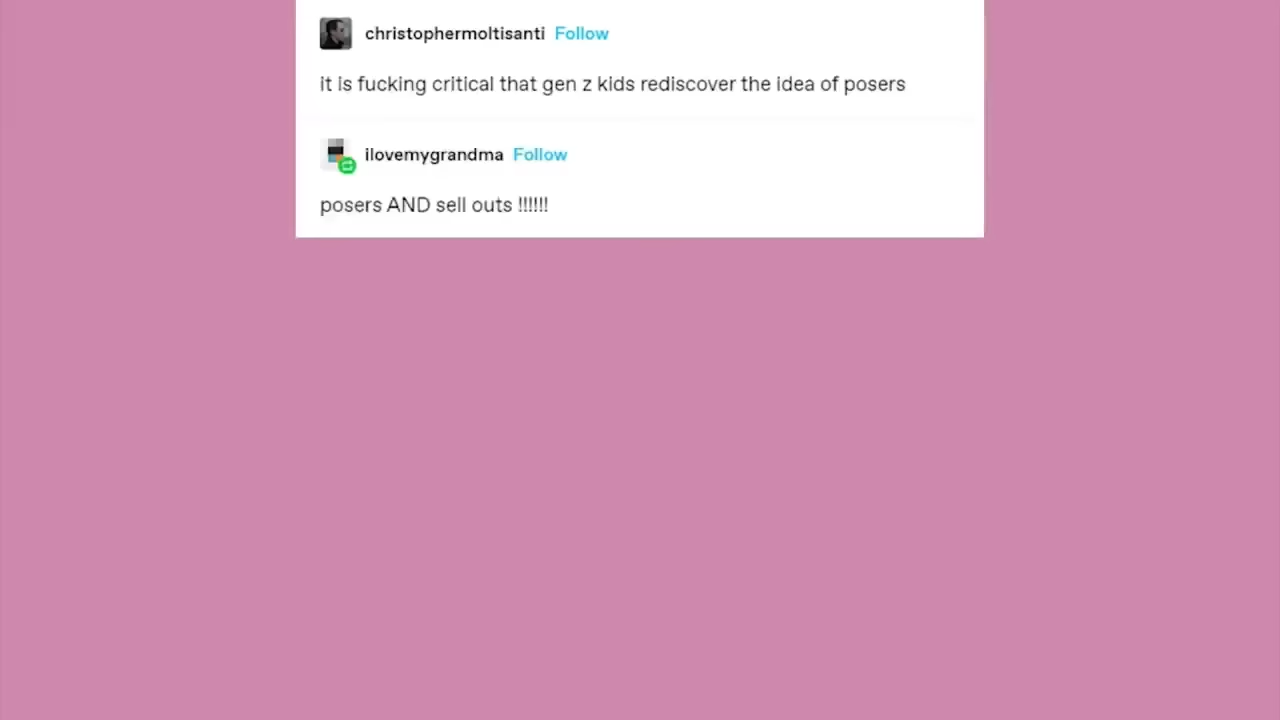 christophermoltisanti Follow
it is fucking critical that gen z kids rediscover the idea of posers
ilovemygrandma Follow
posers AND sell outs !!!!!!